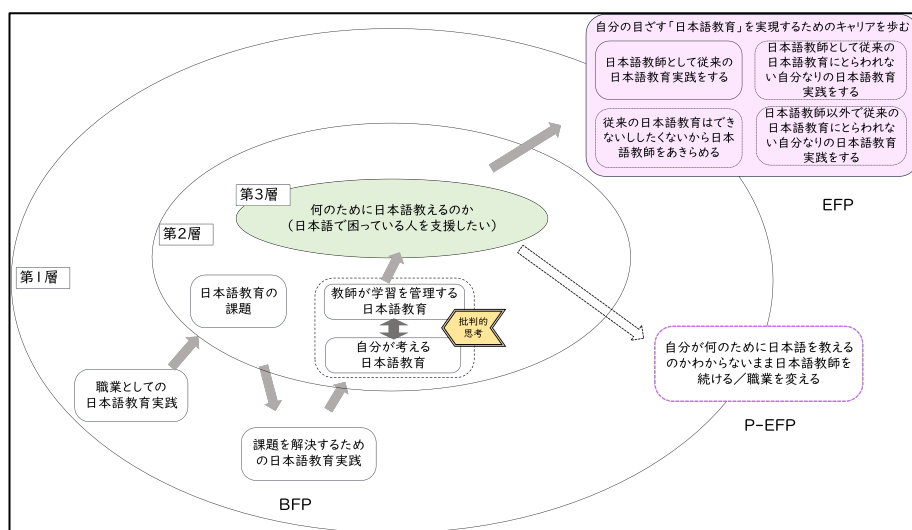 自分の目ざす「日本語教育」を実現するためのキャリアを歩む
日本語教師として従来の
日本語教育実践をする
日本語教師として従来の
日本語教育にとらわれな
い自分なりの日本語教育
実践をする
従来の日本語教育はでき
ないししたくないから日本
語教師をあきらめる
日本語教師以外で従来の
日本語教育にとらわれな
い自分なりの日本語教育
実践をする
EFP
第3層
何のために日本語教えるのか
（日本語で困っている人を支援したい）
第2層
第1層
日本語教育の
課題
教師が学習を管理する
日本語教育
批判的
思考
自分が考える
日本語教育
職業としての
日本語教育実践
課題を解決するため
の日本語教育実践
BFP
自分が何のために日本語を教える
のかわからないまま日本語教師を
続ける／職業を変える
P-EFP